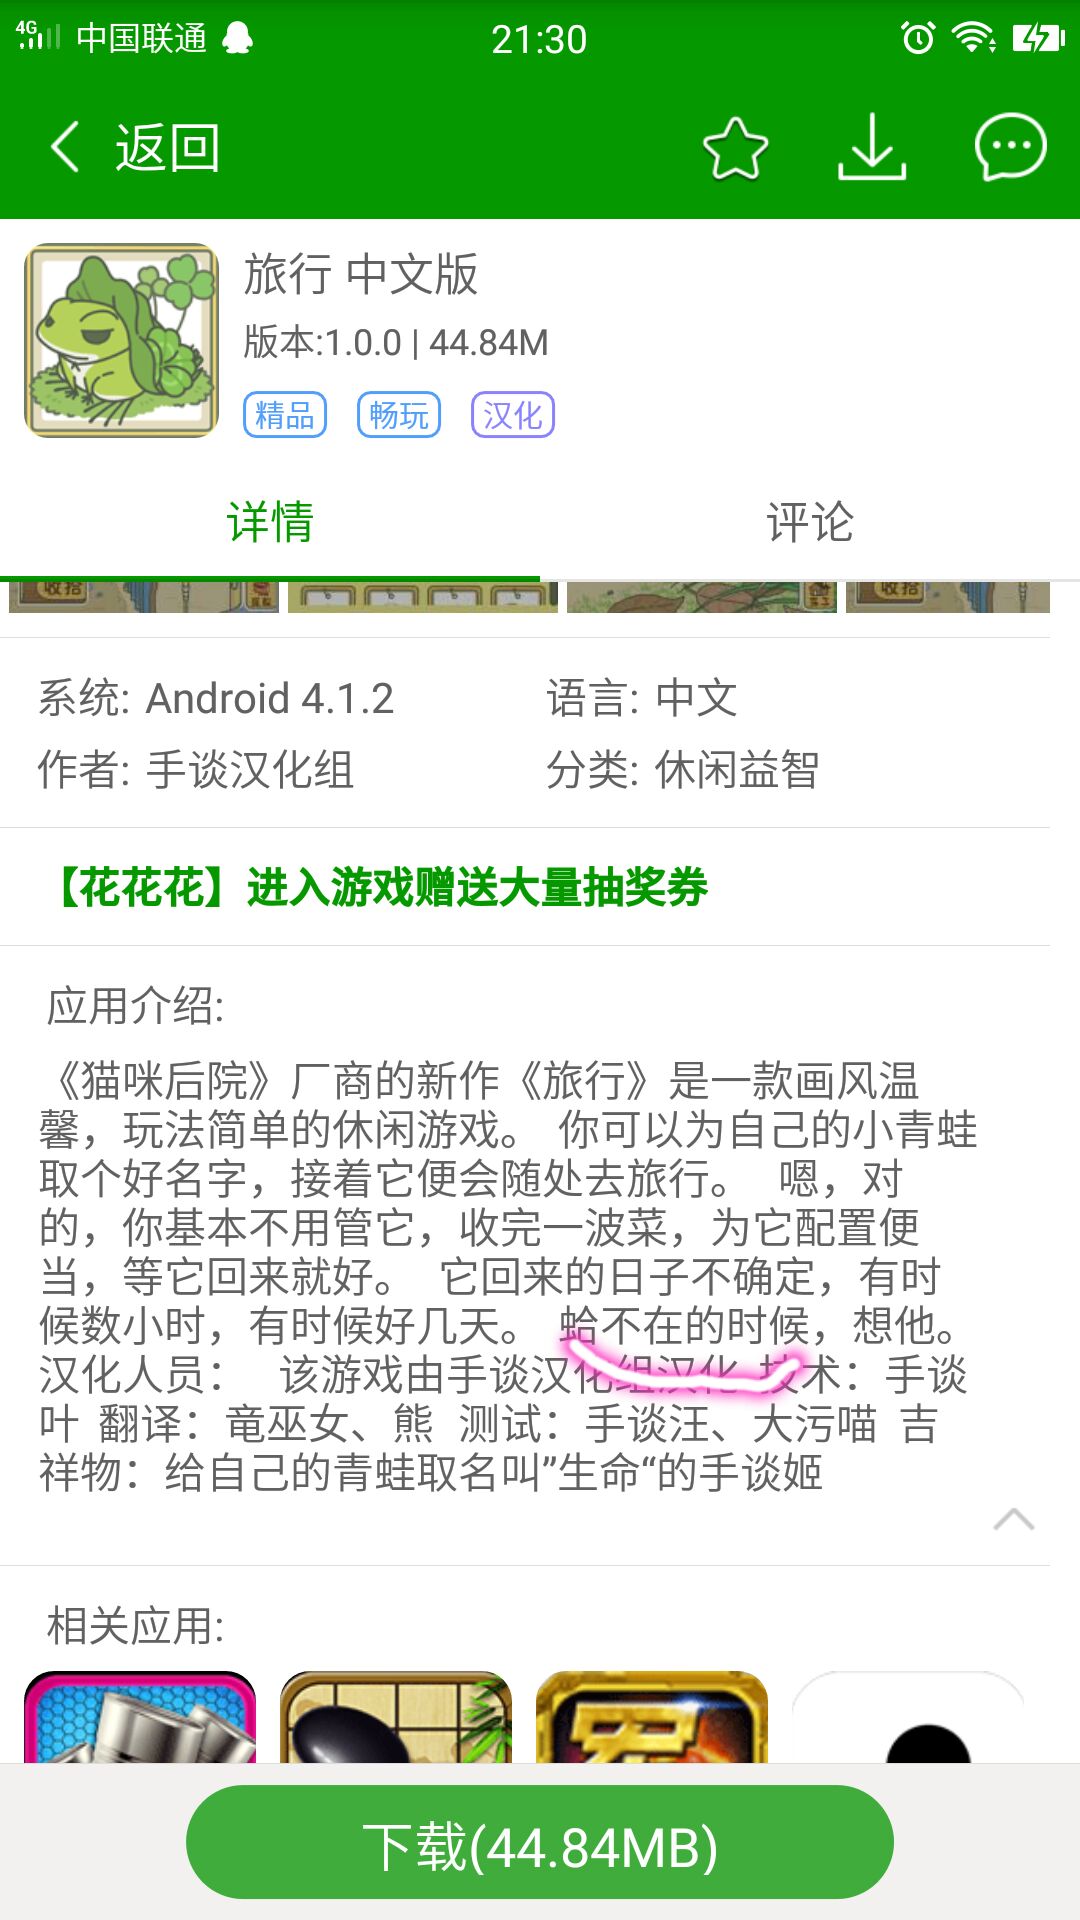 4G 中国联通 21:30
返回
旅行 中文版
版本:1.0.0 | 44.84M
精品 畅玩 汉化
详情 评论
收拾 收拾
系统: Android 4.1.2 语言: 中文
作者: 手谈汉化组 分类: 休闲益智
【花花花】进入游戏赠送大量抽奖券
应用介绍:
《猫咪后院》厂商的新作《旅行》是一款画风温
馨，玩法简单的休闲游戏。 你可以为自己的小青蛙
取个好名字，接着它便会随处去旅行。 嗯，对
的，你基本不用管它，收完一波菜，为它配置便
当，等它回来就好。 它回来的日子不确定，有时
候数小时，有时候好几天。 蛤不在的时候，想他。
汉化人员： 该游戏由手谈汉化组汉化 技术：手谈
叶 翻译：竜巫女、熊 测试：手谈汪、大污喵 吉
祥物：给自己的青蛙取名叫”生命“的手谈姬
相关应用:
下载(44.84MB)